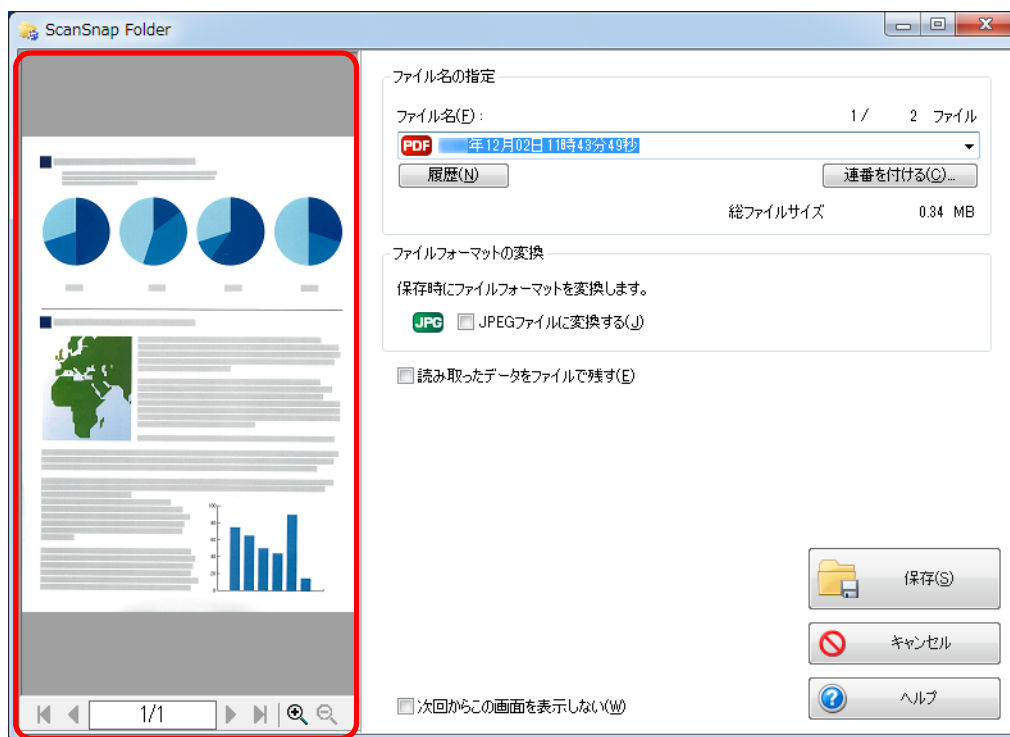 ScanSnap Folder
ファイル名の指定
ファイル名(F):
1 / 2 ファイル
PDF 年12月02日11時43分49秒
履歴(N)
連番を付ける(C)...
総ファイルサイズ 0.34 MB
ファイルフォーマットの変換
保存時にファイルフォーマットを変換します。
JPG JPEGファイルに変換する(J)
読み取ったデータをファイルで残す(E)
100
80
60
40
20
0
保存(S)
キャンセル
ヘルプ
次回からこの画面を表示しない(W)
1/1